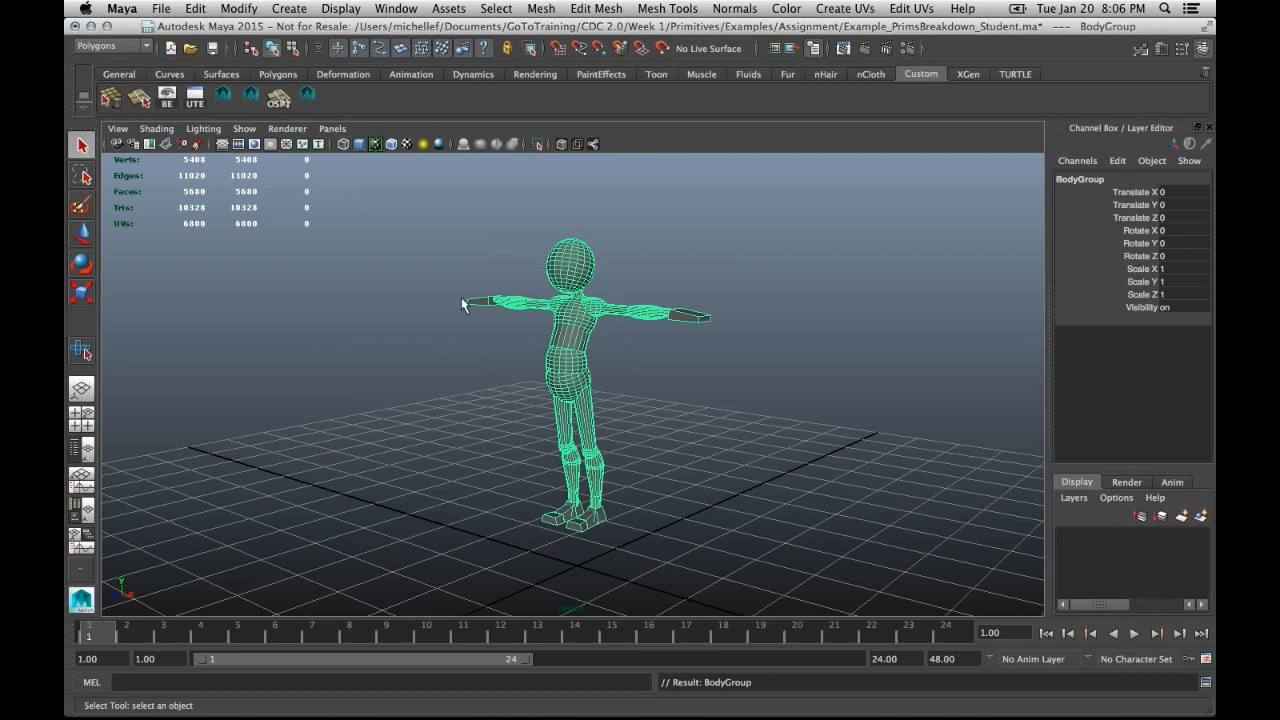 Maya File Edit Modify Create Display Window Assets Select Mesh Edit Mesh Mesh Tools Normals Color Create UVs Edit UVs Help Tue Jan 20 8:06 PM
Autodesk Maya 2015 - Not for Resale: /Users/michellef/Documents/GoToTraining/CDC 2.0/Week 1/Primitives/Examples/Assignment/Example_PrimsBreakdown_Student.ma* --- BodyGroup
Polygons No Live Surface
General Curves Surfaces Polygons Deformation Animation Dynamics Rendering PaintEffects Toon Muscle Fluids Fur nHair nCloth Custom XGen TURTLE
BE UTE OSPT
View Shading Lighting Show Renderer Panels
Channel Box / Layer Editor
Channels Edit Object Show
Verts: 5408 5408 0
Edges: 11020 11020 0
Faces: 5680 5680 0
Tris: 10328 10328 0
UVs: 6800 6800 0
BodyGroup
Translate X 0
Translate Y 0
Translate Z 0
Rotate X 0
Rotate Y 0
Rotate Z 0
Scale X 1
Scale Y 1
Scale Z 1
Visibility on
Display Render Anim
Layers Options Help
y
1 2 3 4 5 6 7 8 9 10 11 12 13 14 15 16 17 18 19 20 21 22 23 24
1 1.00
1.00 1.00 1 24 24.00 48.00 No Anim Layer No Character Set
MEL // Result: BodyGroup
Select Tool: select an object